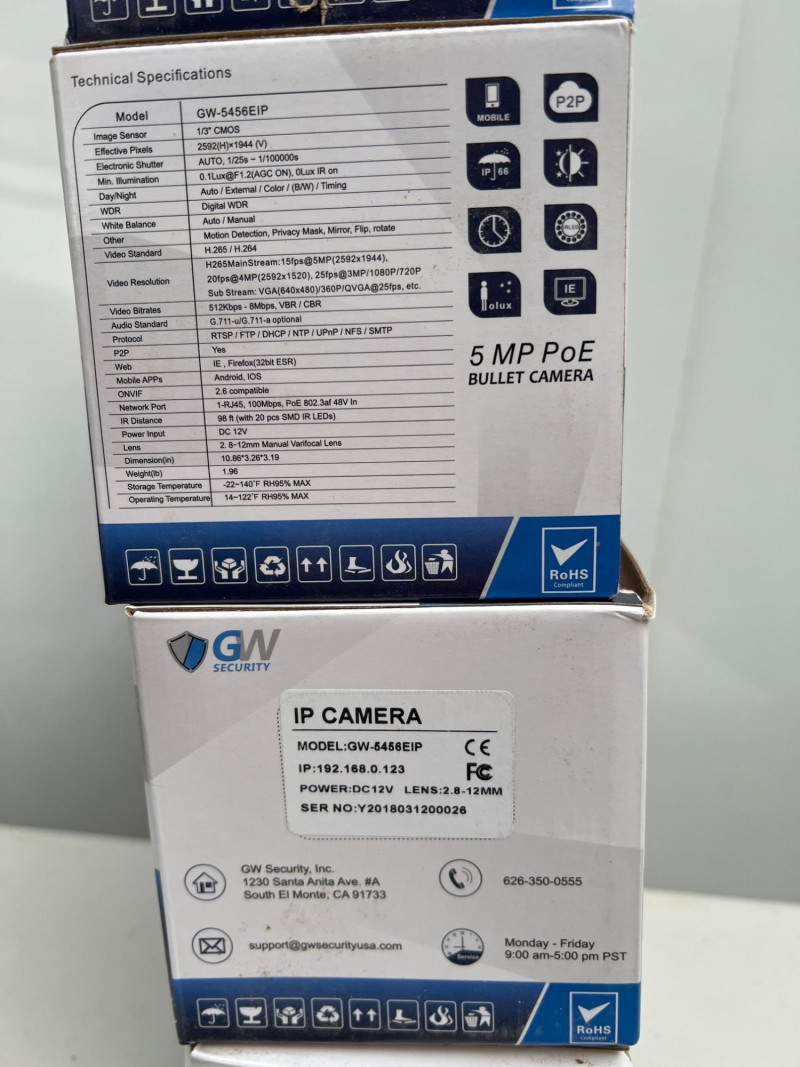 Technical Specifications
Model GW-5456EIP
Image Sensor 1/3" CMOS
Effective Pixels 2592(H)×1944 (V)
Electronic Shutter AUTO, 1/25s ~ 1/100000s
Min. Illumination 0.1Lux@F1.2(AGC ON), 0Lux IR on
Day/Night Auto / External / Color / (B/W) / Timing
WDR Digital WDR
White Balance Auto / Manual
Other Motion Detection, Privacy Mask, Mirror, Flip, rotate
Video Standard H.265 / H.264
Video Resolution H265MainStream:15fps@5MP(2592x1944),
20fps@4MP(2592x1520), 25fps@3MP/1080P/720P
Sub Stream: VGA(640x480)/360P/QVGA@25fps, etc.
Video Bitrates 512Kbps - 8Mbps, VBR / CBR
Audio Standard G.711-u/G.711-a optional
Protocol RTSP / FTP / DHCP / NTP / UPnP / NFS / SMTP
P2P Yes
Web IE , Firefox(32bit ESR)
Mobile APPs Android, IOS
ONVIF 2.6 compatible
Network Port 1-RJ45, 100Mbps, PoE 802.3af 48V In
IR Distance 98 ft (with 20 pcs SMD IR LEDs)
Power Input DC 12V
Lens 2. 8~12mm Manual Varifocal Lens
Dimension(in) 10.86*3.26*3.19
Weight(lb) 1.96
Storage Temperature -22~140°F RH95% MAX
Operating Temperature 14~122°F RH95% MAX
MOBILE
P2P
IP 66
IRLED
olux
IE
5 MP PoE
BULLET CAMERA
RoHS
Compliant
GW
SECURITY
IP CAMERA
MODEL:GW-5456EIP CE
IP:192.168.0.123 FC
POWER:DC12V LENS:2.8-12MM
SER NO:Y2018031200026
GW Security, Inc.
1230 Santa Anita Ave. #A
South El Monte, CA 91733
626-350-0555
support@gwsecurityusa.com
Service
Monday - Friday
9:00 am-5:00 pm PST
RoHS
Compliant